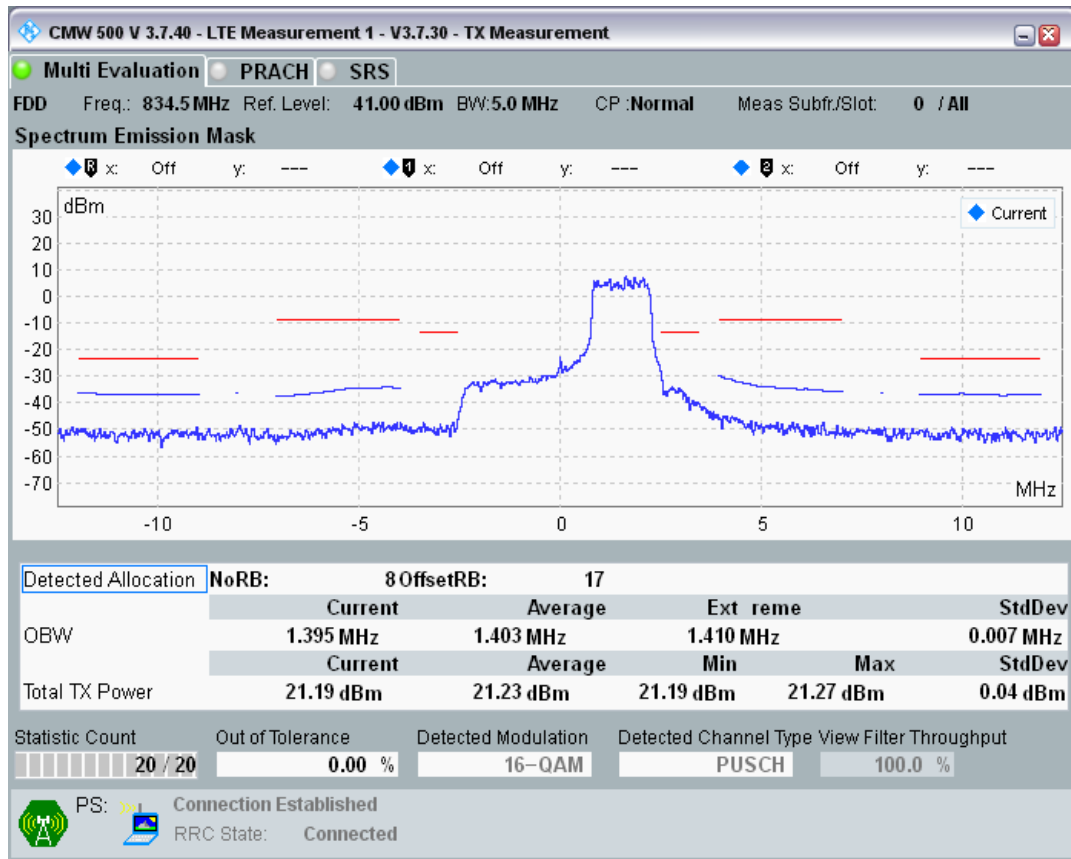 CMW 500 V 3.7.40 - LTE Measurement 1 - V3.7.30 - TX Measurement
Multi Evaluation PRACH SRS
FDD Freq.: 834.5 MHz Ref. Level: 41.00 dBm BW:5.0 MHz CP :Normal Meas Subfr./Slot: 0 / All
Spectrum Emission Mask
R x: Off y: --- 1 x: Off y: --- 2 x: Off y: ---
dBm
Current
30
20
10
0
-10
-20
-30
-40
-50
-60
-70
MHz
-10 -5 0 5 10
Detected Allocation NoRB: 8 OffsetRB: 17
Current Average Ext reme StdDev
OBW 1.395 MHz 1.403 MHz 1.410 MHz 0.007 MHz
Current Average Min Max StdDev
Total TX Power 21.19 dBm 21.23 dBm 21.19 dBm 21.27 dBm 0.04 dBm
Statistic Count Out of Tolerance Detected Modulation Detected Channel Type View Filter Throughput
20 / 20 0.00 % 16-QAM PUSCH 100.0 %
PS: Connection Established
RRC State: Connected